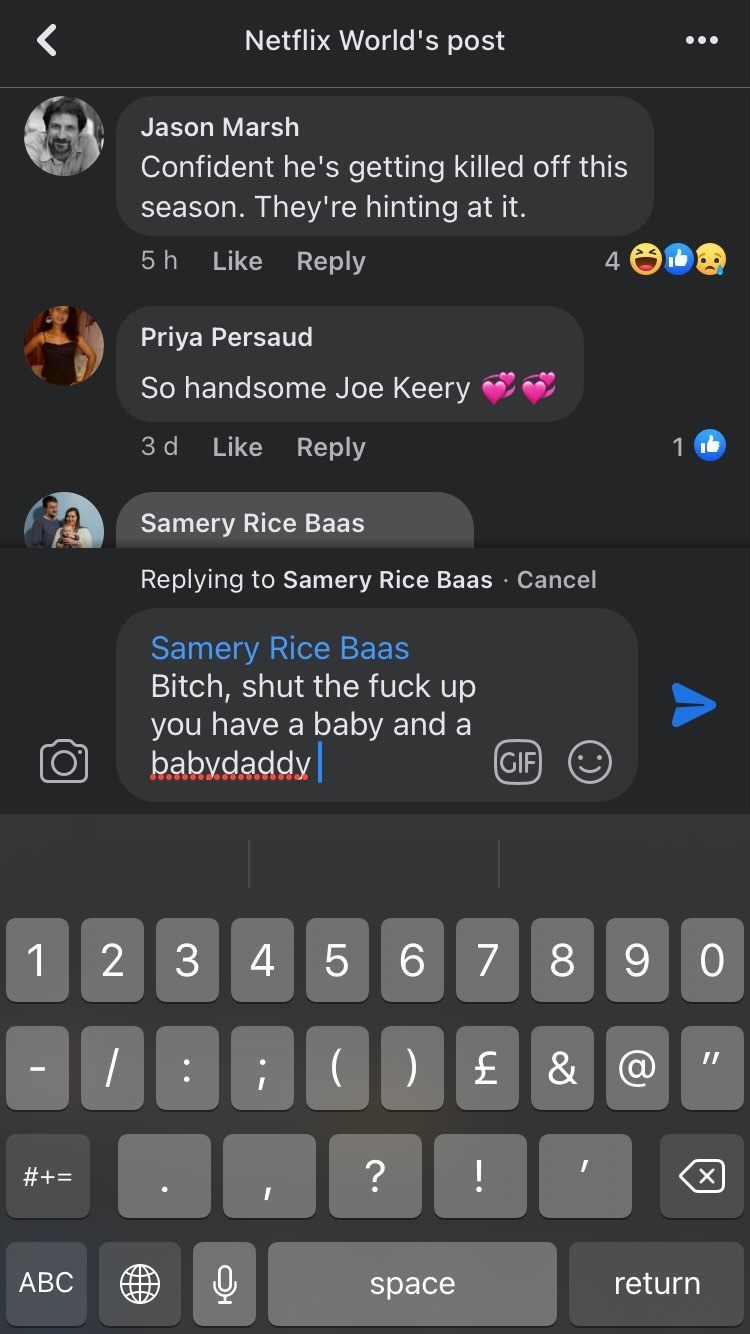 Netflix World's post
Jason Marsh
Confident he's getting killed off this
season. They're hinting at it.
5 h Like Reply 4
Priya Persaud
So handsome Joe Keery 💞💞
3 d Like Reply 1
Samery Rice Baas
Replying to Samery Rice Baas · Cancel
Samery Rice Baas
Bitch, shut the fuck up
you have a baby and a
babydaddy
GIF
1 2 3 4 5 6 7 8 9 0
- / : ; ( ) £ & @ "
#+= . , ? ! '
ABC space return